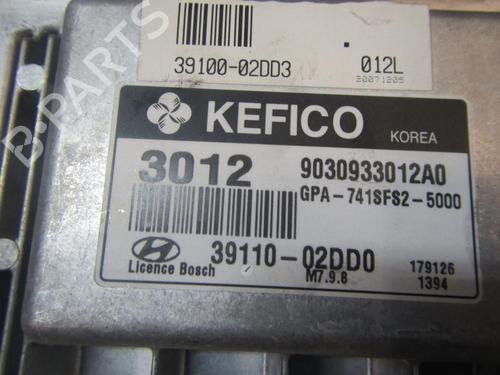 39100-02DD3 012L
20071205
KEFICO KOREA
3012 9030933012A0
GPA-741SFS2-5000
39110-02DD0 179126
Licence Bosch M7.9.8 1394
B-PARTS